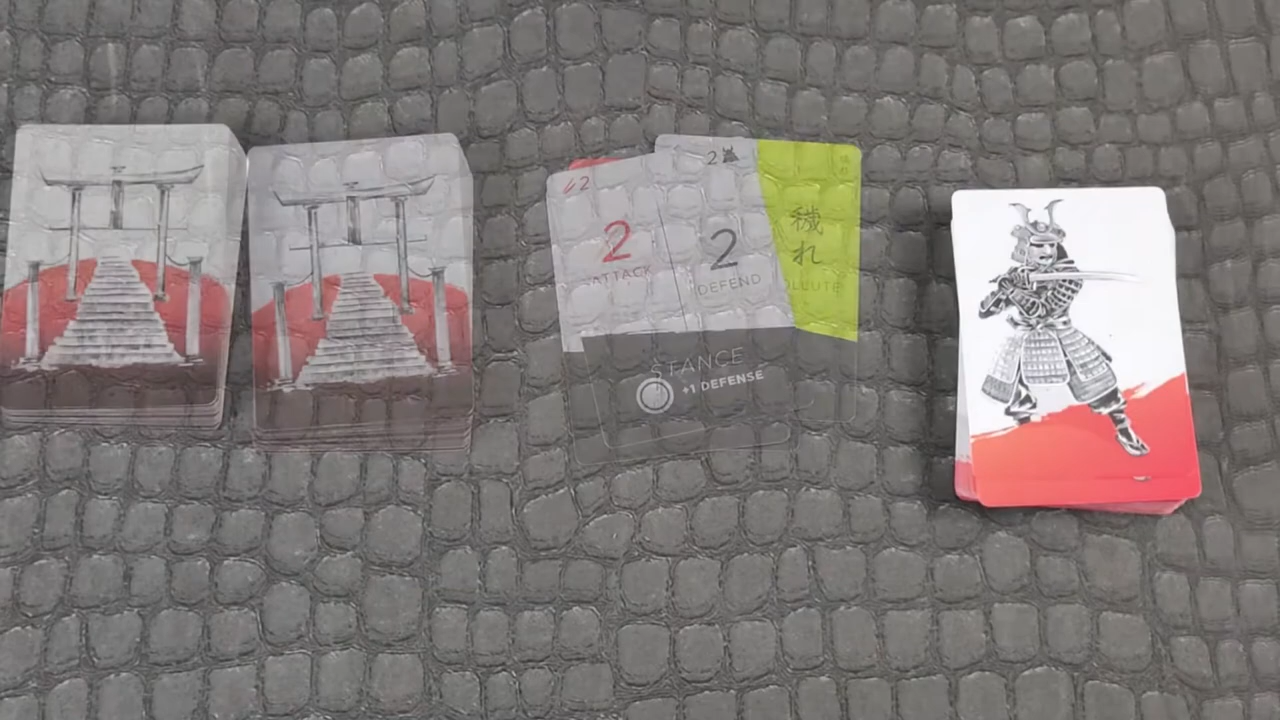 2
2
ATTACK
2
2
DEFEND
穢
れ
OLLUTE
STANCE
+1 DEFENSE